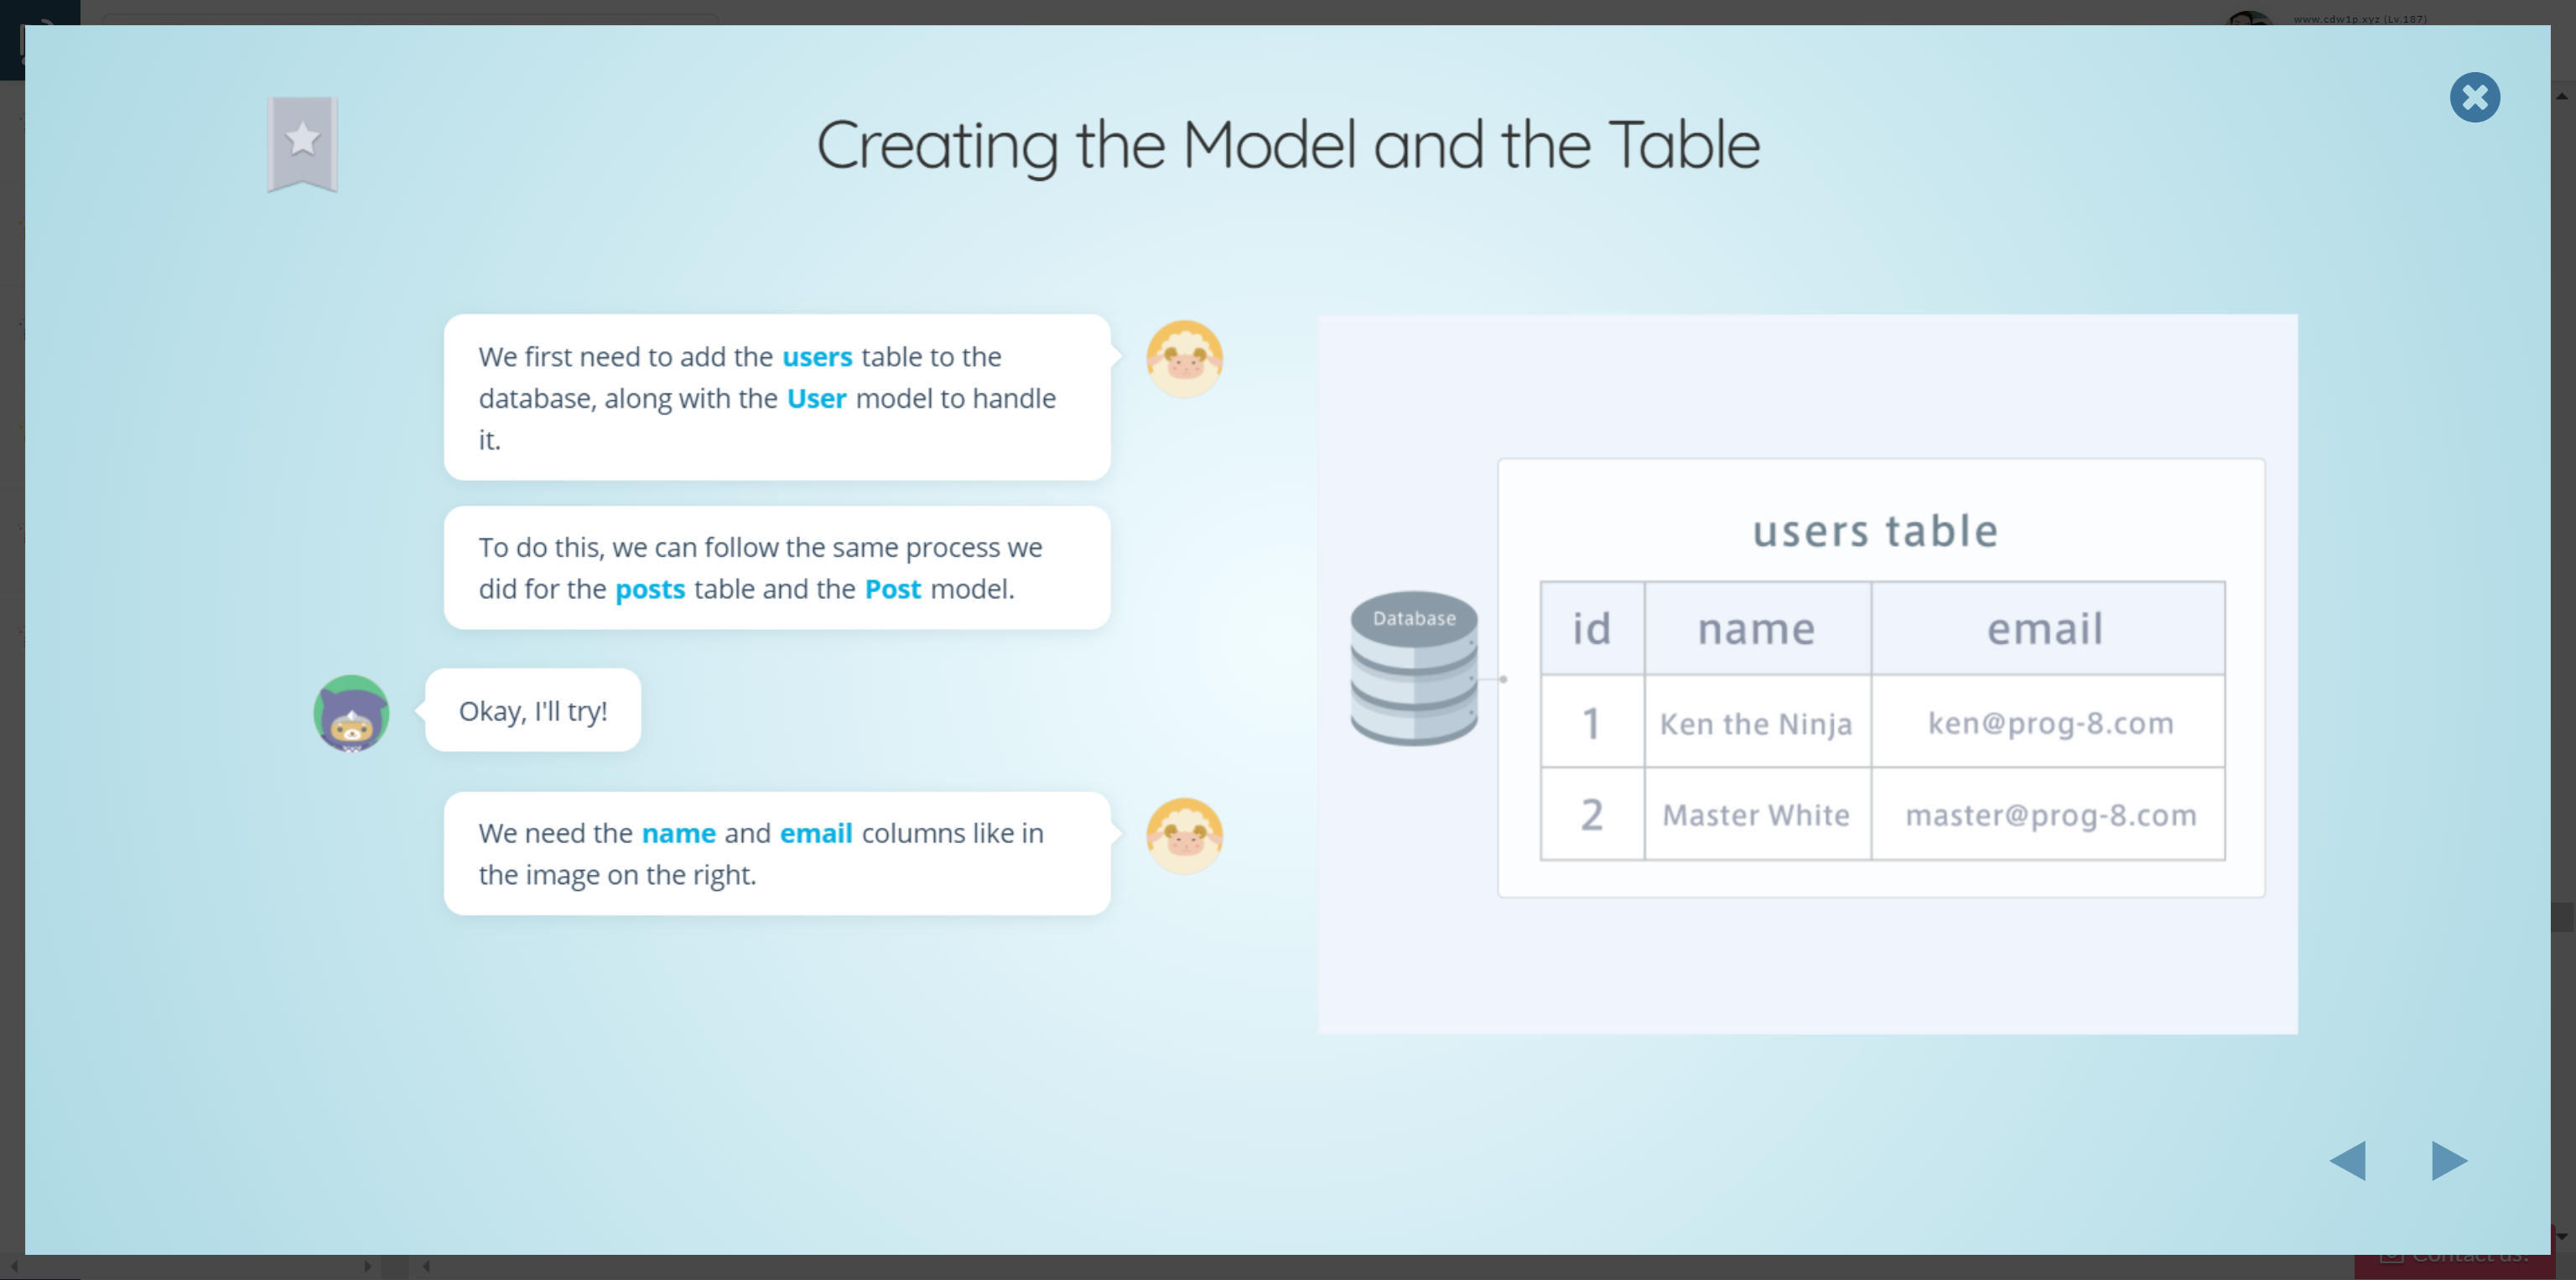 www.cdw1p.xyz (Lv.187)
Creating the Model and the Table
We first need to add the users table to the
database, along with the User model to handle
it.
To do this, we can follow the same process we
did for the posts table and the Post model.
Okay, I'll try!
We need the name and email columns like in
the image on the right.
Database
users table
id name email
1 Ken the Ninja ken@prog-8.com
2 Master White master@prog-8.com
Contact us!